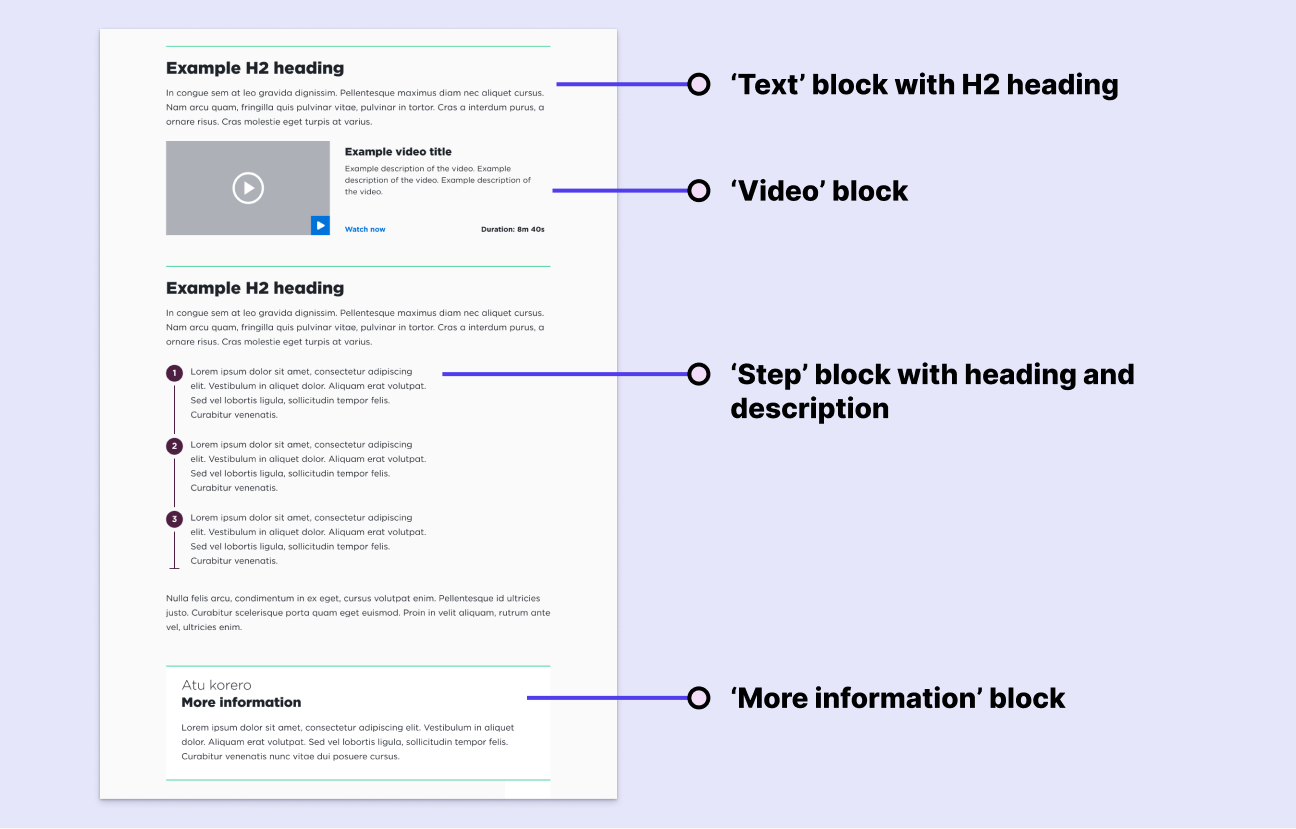 Example H2 heading
In congue sem at leo gravida dignissim. Pellentesque maximus diam nec aliquet cursus.
Nam arcu quam, fringilla quis pulvinar vitae, pulvinar in tortor. Cras a interdum purus, a
ornare risus. Cras molestie eget turpis at varius.
‘Text’ block with H2 heading
Example video title
Example description of the video. Example
description of the video. Example description of
the video.
Watch now
Duration: 8m 40s
‘Video’ block
Example H2 heading
In congue sem at leo gravida dignissim. Pellentesque maximus diam nec aliquet cursus.
Nam arcu quam, fringilla quis pulvinar vitae, pulvinar in tortor. Cras a interdum purus, a
ornare risus. Cras molestie eget turpis at varius.
1 Lorem ipsum dolor sit amet, consectetur adipiscing
elit. Vestibulum in aliquet dolor. Aliquam erat volutpat.
Sed vel lobortis ligula, sollicitudin tempor felis.
Curabitur venenatis.
‘Step’ block with heading and
description
2 Lorem ipsum dolor sit amet, consectetur adipiscing
elit. Vestibulum in aliquet dolor. Aliquam erat volutpat.
Sed vel lobortis ligula, sollicitudin tempor felis.
Curabitur venenatis.
3 Lorem ipsum dolor sit amet, consectetur adipiscing
elit. Vestibulum in aliquet dolor. Aliquam erat volutpat.
Sed vel lobortis ligula, sollicitudin tempor felis.
Curabitur venenatis.
Nulla felis arcu, condimentum in ex eget, cursus volutpat enim. Pellentesque id ultricies
justo. Curabitur scelerisque porta quam eget euismod. Proin in velit aliquam, rutrum ante
vel, ultricies enim.
Atu korero
More information
Lorem ipsum dolor sit amet, consectetur adipiscing elit. Vestibulum in aliquet
dolor. Aliquam erat volutpat. Sed vel lobortis ligula, sollicitudin tempor felis.
Curabitur venenatis nunc vitae dui posuere cursus.
‘More information’ block